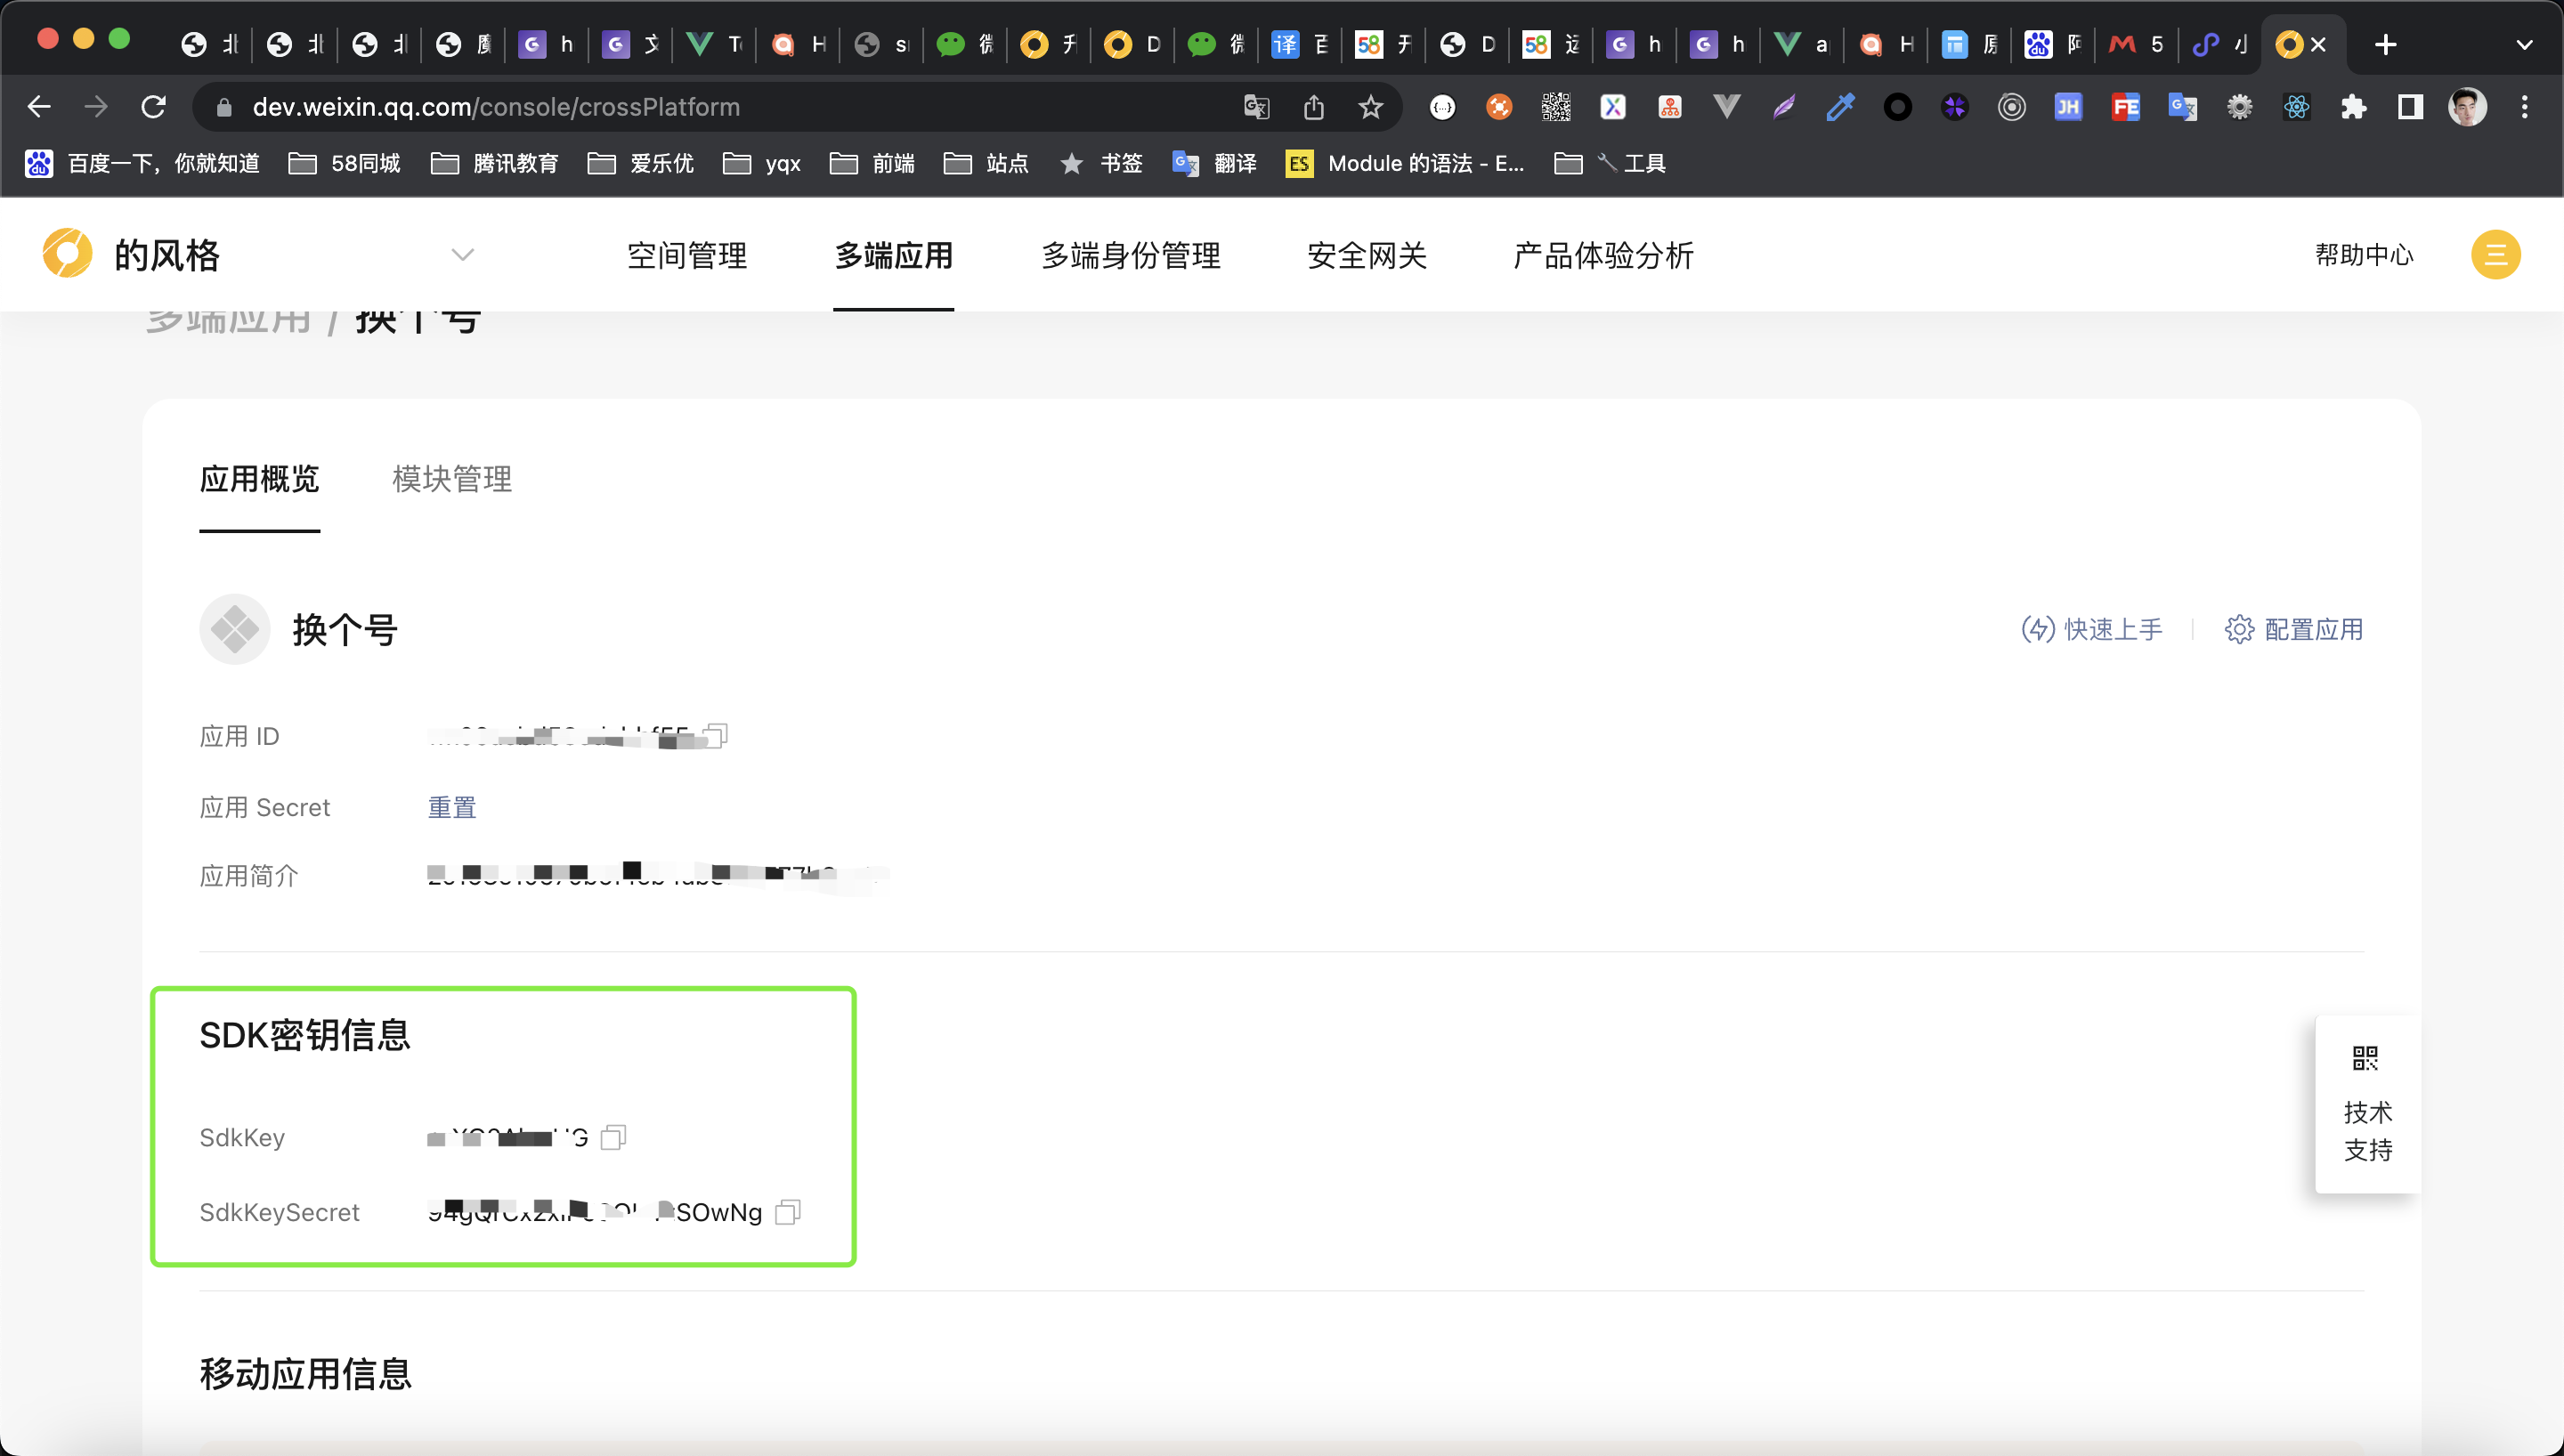 dev.weixin.qq.com/console/crossPlatform
百度一下，你就知道 58同城 腾讯教育 爱乐优 yqx 前端 站点 书签 翻译 Module 的语法 - E... 工具
的风格 空间管理 多端应用 多端身份管理 安全网关 产品体验分析 帮助中心 三
多端应用 / 换个号
应用概览 模块管理
换个号 快速上手 配置应用
应用 ID
应用 Secret 重置
应用简介
SDK密钥信息
SdkKey
SdkKeySecret
技术
支持
移动应用信息